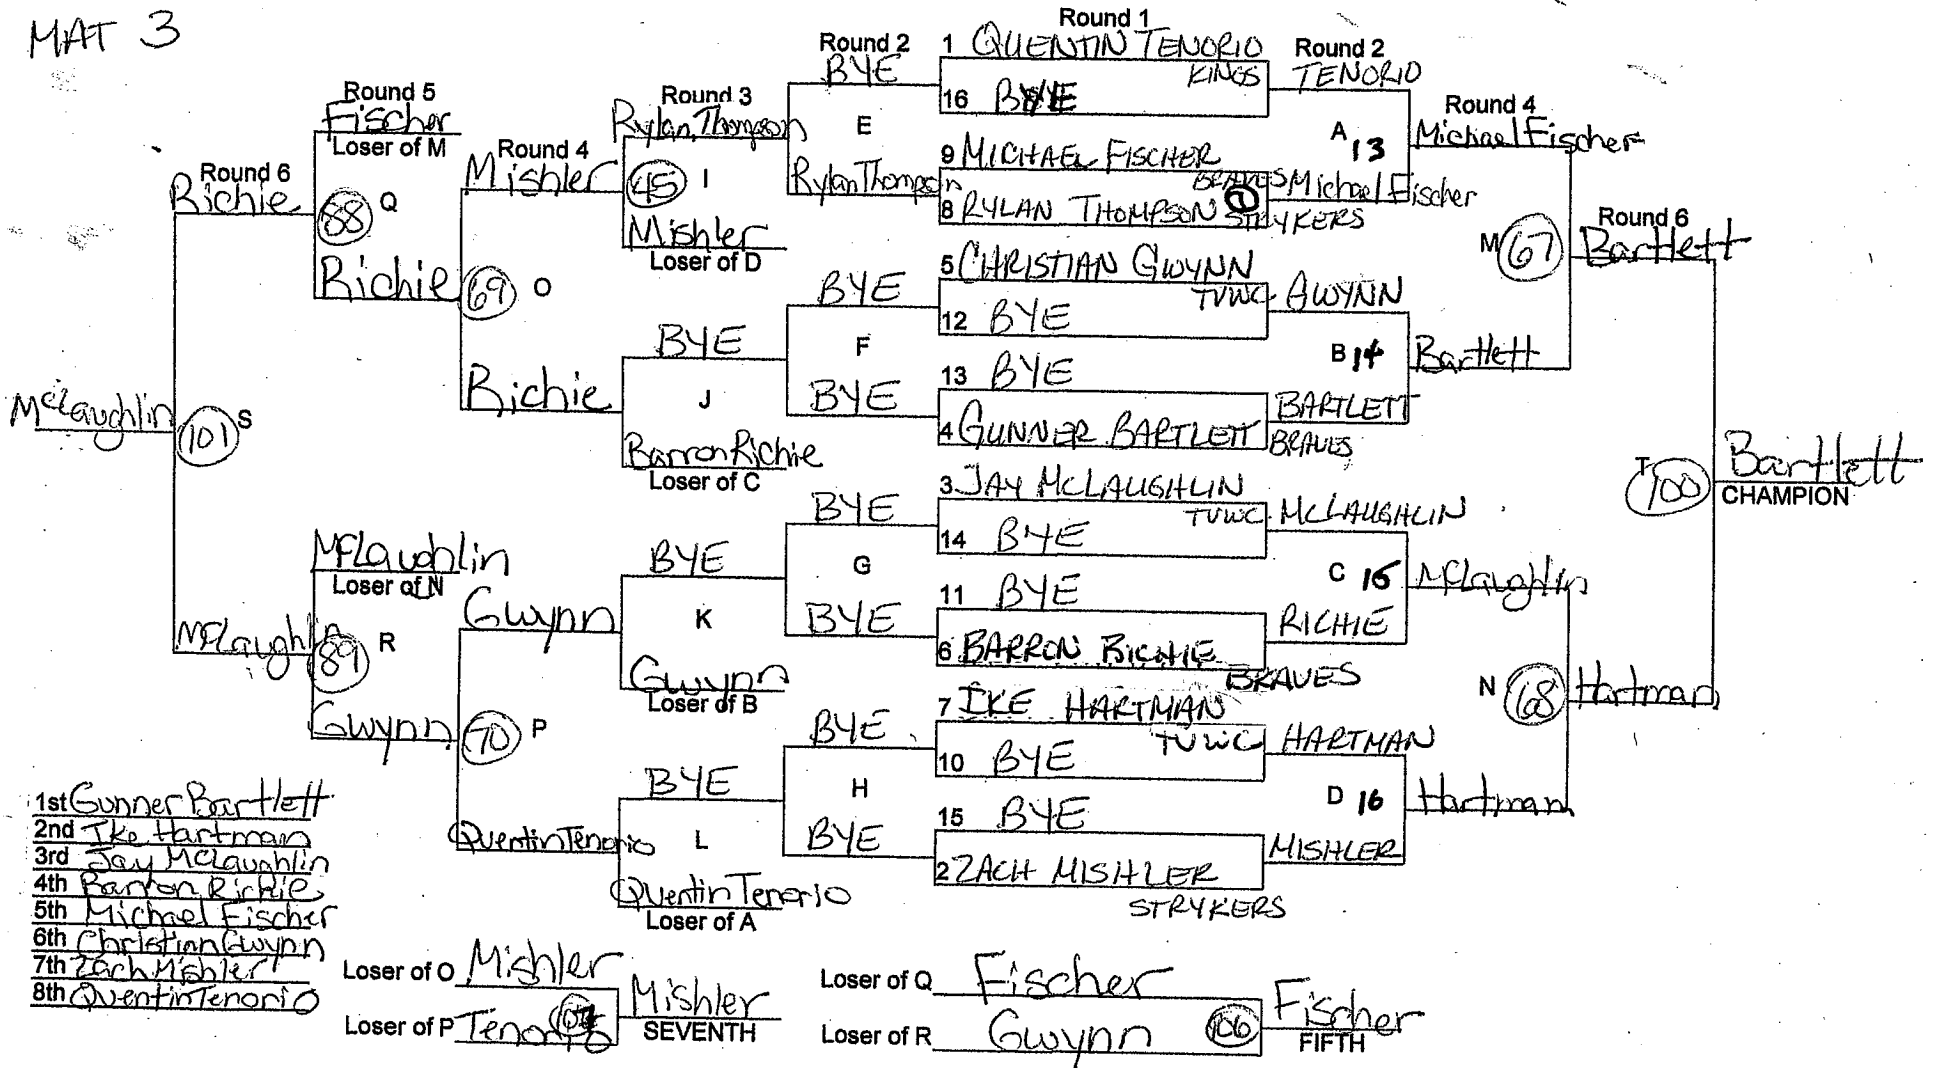 MAT 3
Round 1
Round 2
1 QUENTIN TENORIO
Round 2
BYE
KINGS
TENORIO
16 BYE
Round 5
Fischer
Loser of M
Round 3
Rylan Thompson
E
A 13
Round 4
Michael Fischer
Round 4
Mishler
9 MICHAEL FISCHER
BRAVES
Michael Fischer
Rylan Thompson
8 RYLAN THOMPSON
STRYKERS
Round 6
Richie
88 Q
45 I
Mishler
Loser of D
M 67
Round 6
Bartlett
5 CHRISTIAN GWYNN
TVWC
GWYNN
BYE
12 BYE
Richie
69 O
F
B 14
Bartlett
BYE
13 BYE
BYE
BARTLETT
Richie
J
4 GUNNER BARTLETT
BRAVES
McLaughlin
101 S
Barron Richie
Loser of C
T 100
Bartlett
CHAMPION
3 JAY MCLAUGHLIN
TVWC
MCLAUGHLIN
BYE
14 BYE
McLaughlin
Loser of N
BYE
G
C 15
McLaughlin
11 BYE
Gwynn
K
BYE
RICHIE
McLaughlin
89 R
6 BARRON RICHIE
BRAVES
Gwynn
Loser of B
N 68
Hartman
7 IKE HARTMAN
TVWC
HARTMAN
Gwynn
70 P
BYE
10 BYE
BYE
H
D 16
Hartman
15 BYE
Quentin Tenorio
L
BYE
MISHLER
2 ZACH MISHLER
STRYKERS
Quentin Tenorio
Loser of A
1st Gunner Bartlett
2nd Ike Hartman
3rd Jay McLaughlin
4th Barron Richie
5th Michael Fischer
6th Christian Gwynn
7th Zach Mishler
8th Quentin Tenorio
Loser of O Mishler
Loser of P Tenorio
Mishler
SEVENTH
Loser of Q Fischer
Loser of R Gwynn
106
Fischer
FIFTH